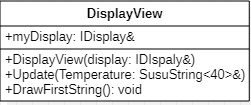 DisplayView
+myDisplay: IDisplay&
+DisplayView(display: IDIspaly&)
+Update(Temperature: SusuString<40>&)
+DrawFirstString(): void